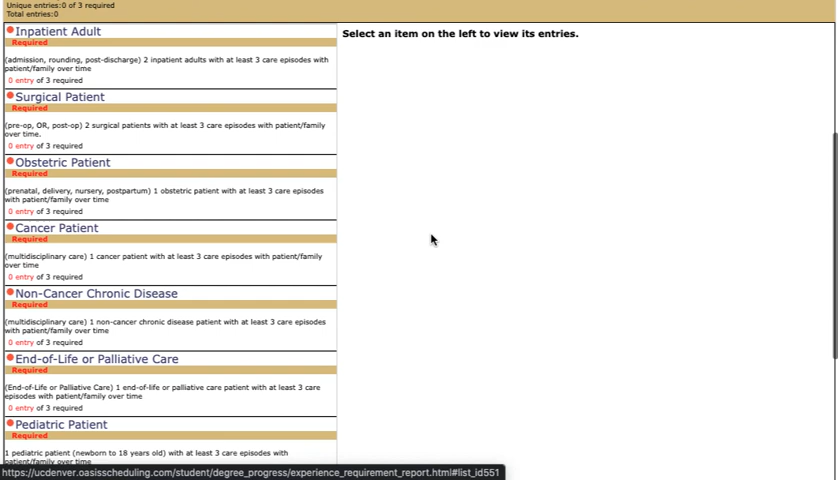 Unique entries:0 of 3 required
Total entries:0
Inpatient Adult
Required
(admission, rounding, post-discharge) 2 inpatient adults with at least 3 care episodes with
patient/family over time
0 entry of 3 required
Surgical Patient
Required
(pre-op, OR, post-op) 2 surgical patients with at least 3 care episodes with patient/family
over time.
0 entry of 3 required
Obstetric Patient
Required
(prenatal, delivery, nursery, postpartum) 1 obstetric patient with at least 3 care episodes
with patient/family over time
0 entry of 3 required
Cancer Patient
Required
(multidisciplinary care) 1 cancer patient with at least 3 care episodes with patient/family
over time
0 entry of 3 required
Non-Cancer Chronic Disease
Required
(multidisciplinary care) 1 non-cancer chronic disease patient with at least 3 care episodes
with patient/family over time
0 entry of 3 required
End-of-Life or Palliative Care
Required
(End-of-Life or Palliative Care) 1 end-of-life or palliative care patient with at least 3 care
episodes with patient/family over time
0 entry of 3 required
Pediatric Patient
Required
1 pediatric patient (newborn to 18 years old) with at least 3 care episodes with
patient/family over time
Select an item on the left to view its entries.
https://ucdenver.oasisscheduling.com/student/degree_progress/experience_requirement_report.html#list_id551